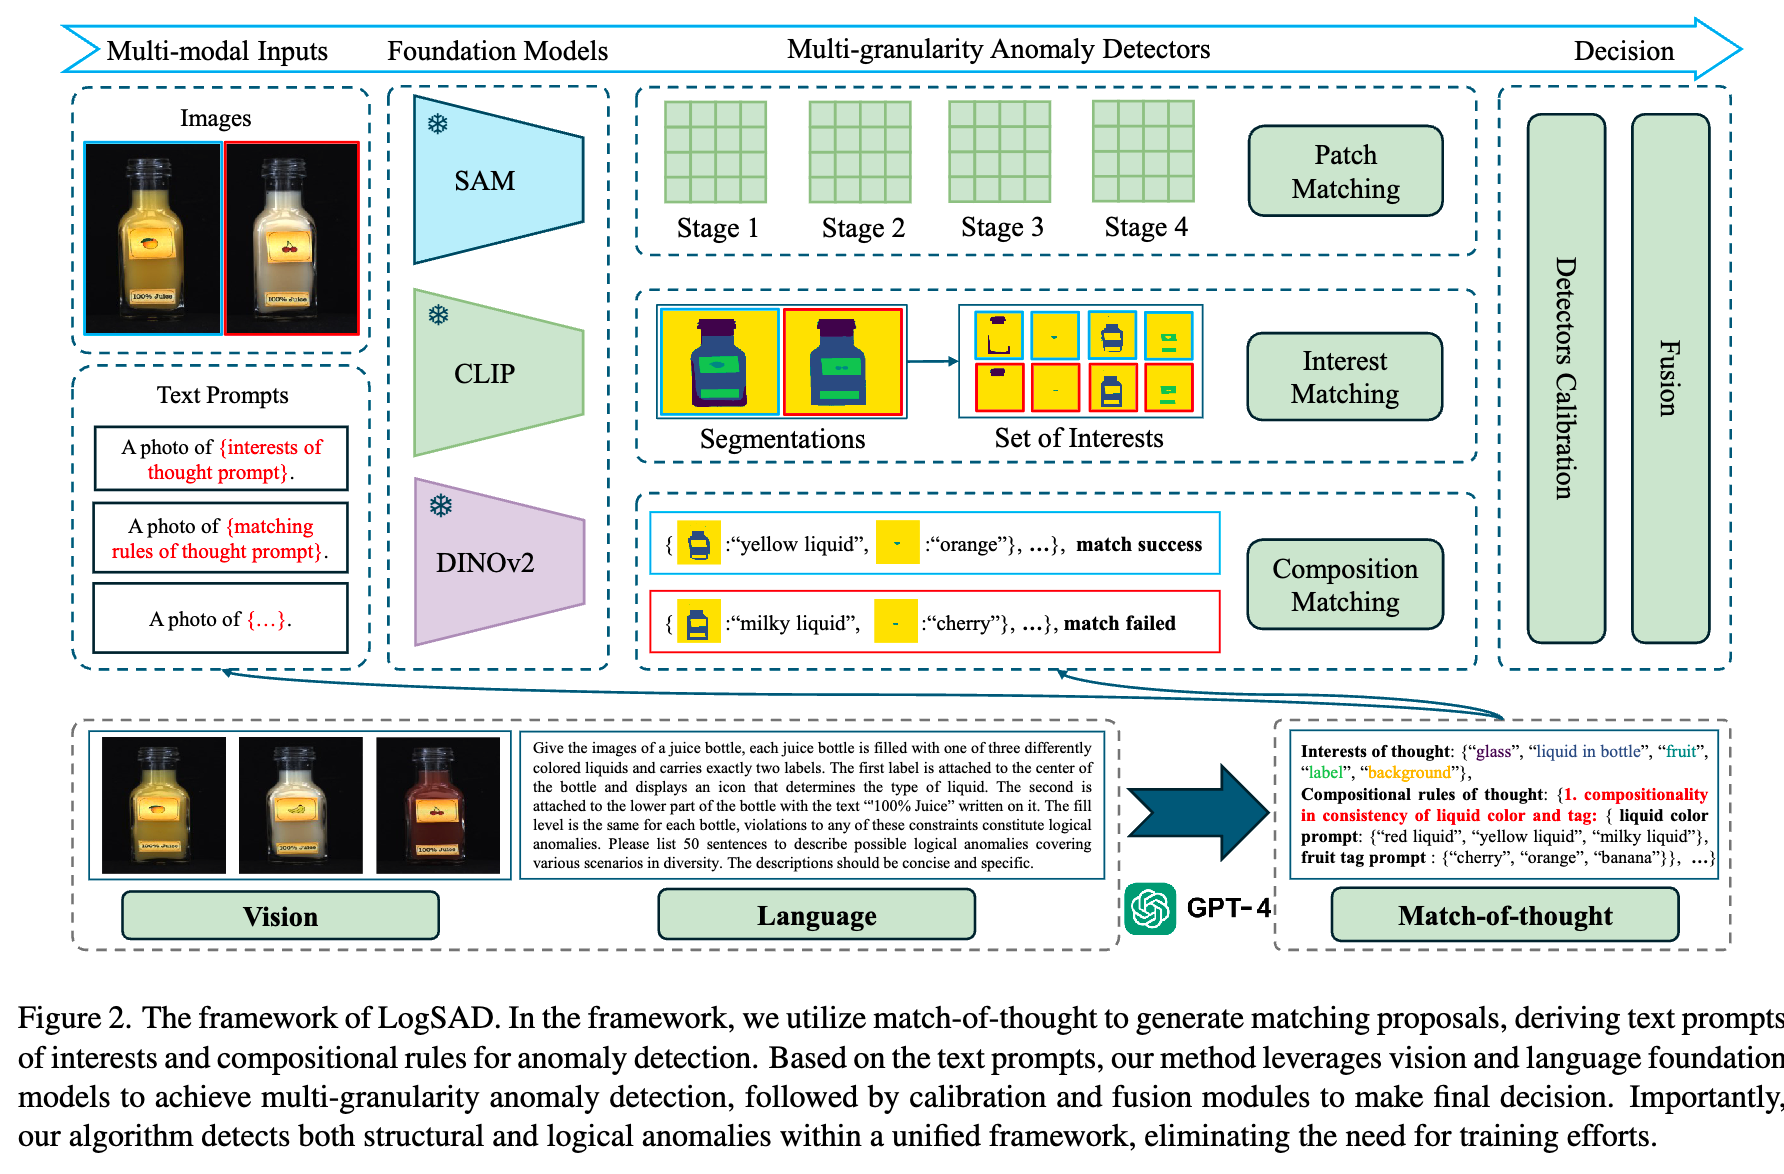 Multi-modal Inputs
Foundation Models
Multi-granularity Anomaly Detectors
Decision
Images
100% Juice
100% Juice
Text Prompts
A photo of {interests of
thought prompt}.
A photo of {matching
rules of thought prompt}.
A photo of {...}.
SAM
CLIP
DINOv2
Stage 1
Stage 2
Stage 3
Stage 4
Patch
Matching
Segmentations
Set of Interests
Interest
Matching
{ :“yellow liquid”, :“orange”}, ...}, match success
{ :“milky liquid”, :“cherry”}, ...}, match failed
Composition
Matching
Detectors Calibration
Fusion
100% Juice
100% Juice
100% Juice
Vision
Give the images of a juice bottle, each juice bottle is filled with one of three differently
colored liquids and carries exactly two labels. The first label is attached to the center of
the bottle and displays an icon that determines the type of liquid. The second is
attached to the lower part of the bottle with the text “'100% Juice” written on it. The fill
level is the same for each bottle, violations to any of these constraints constitute logical
anomalies. Please list 50 sentences to describe possible logical anomalies covering
various scenarios in diversity. The descriptions should be concise and specific.
Language
GPT-4
Interests of thought: {“glass”, “liquid in bottle”, “fruit”,
“label”, “background”},
Compositional rules of thought: {1. compositionality
in consistency of liquid color and tag: { liquid color
prompt: {“red liquid”, “yellow liquid”, “milky liquid”},
fruit tag prompt : {“cherry”, “orange”, “banana”}}, ...}
Match-of-thought
Figure 2. The framework of LogSAD. In the framework, we utilize match-of-thought to generate matching proposals, deriving text prompts
of interests and compositional rules for anomaly detection. Based on the text prompts, our method leverages vision and language foundation
models to achieve multi-granularity anomaly detection, followed by calibration and fusion modules to make final decision. Importantly,
our algorithm detects both structural and logical anomalies within a unified framework, eliminating the need for training efforts.